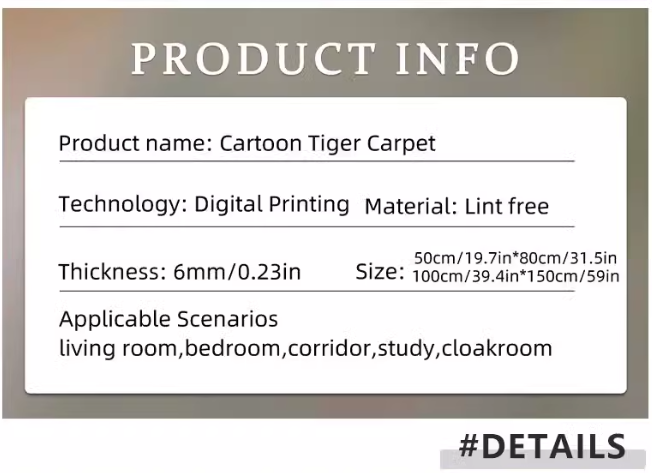 PRODUCT INFO
Product name: Cartoon Tiger Carpet
Technology: Digital Printing Material: Lint free
Thickness: 6mm/0.23in Size: 50cm/19.7in*80cm/31.5in
100cm/39.4in*150cm/59in
Applicable Scenarios
living room,bedroom,corridor,study,cloakroom
#DETAILS